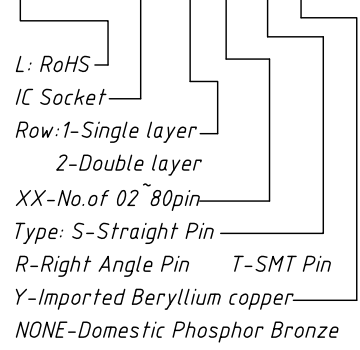 L: RoHS
IC Socket
Row:1-Single layer
2-Double layer
XX-No.of 02~80pin
Type: S-Straight Pin
R-Right Angle Pin T-SMT Pin
Y-Imported Beryllium copper
NONE-Domestic Phosphor Bronze